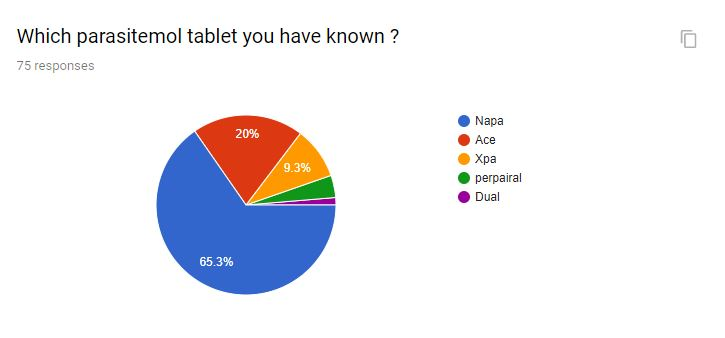 Which parasitemol tablet you have known ?
75 responses
20%
9.3%
65.3%
Napa
Ace
Xpa
perpairal
Dual